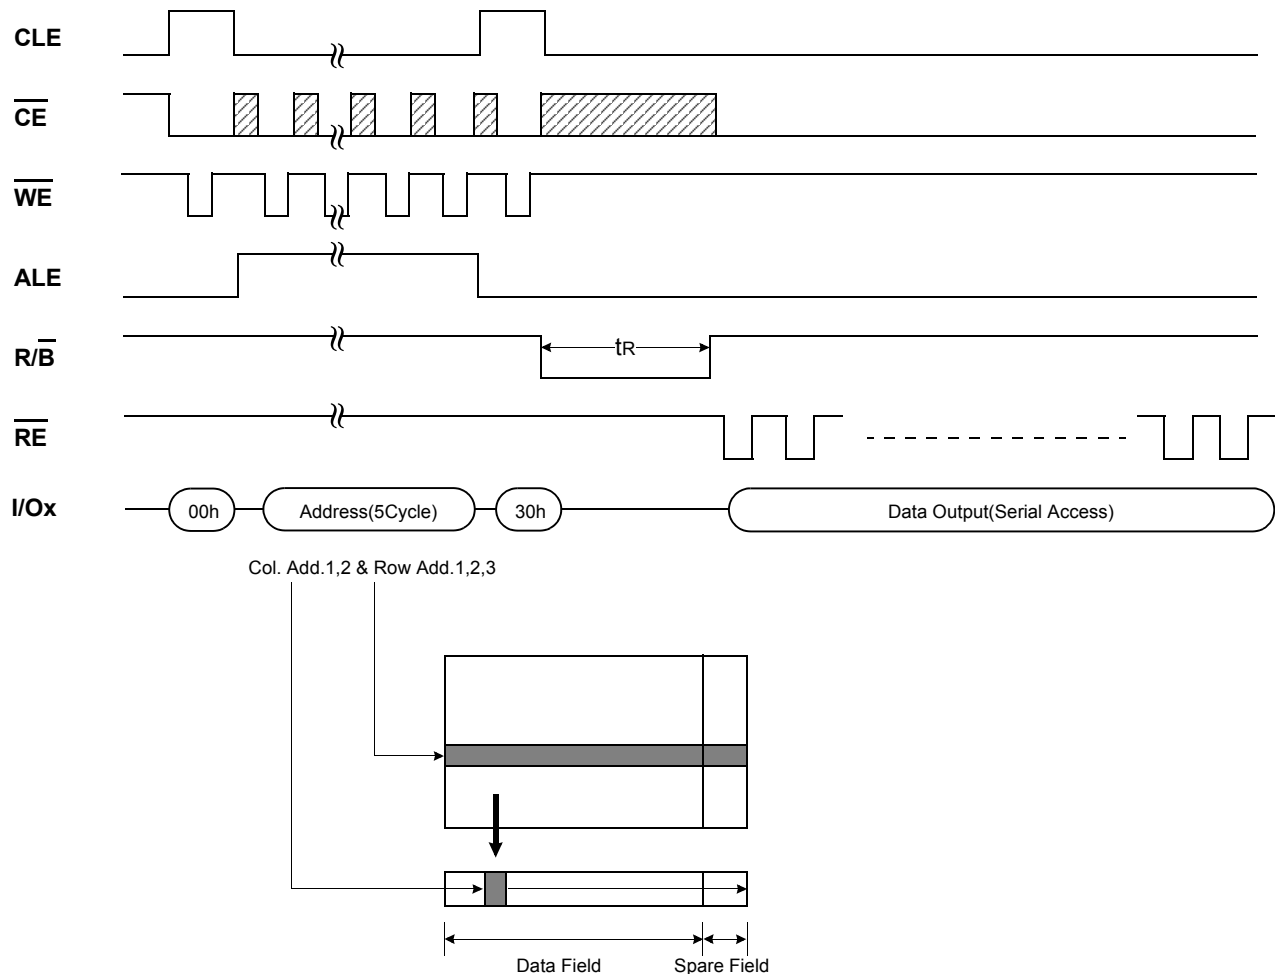 CLE
CE
WE
ALE
R/B
tR
RE
I/Ox
00h
Address(5Cycle)
30h
Data Output(Serial Access)
Col. Add.1,2 & Row Add.1,2,3
Data Field
Spare Field